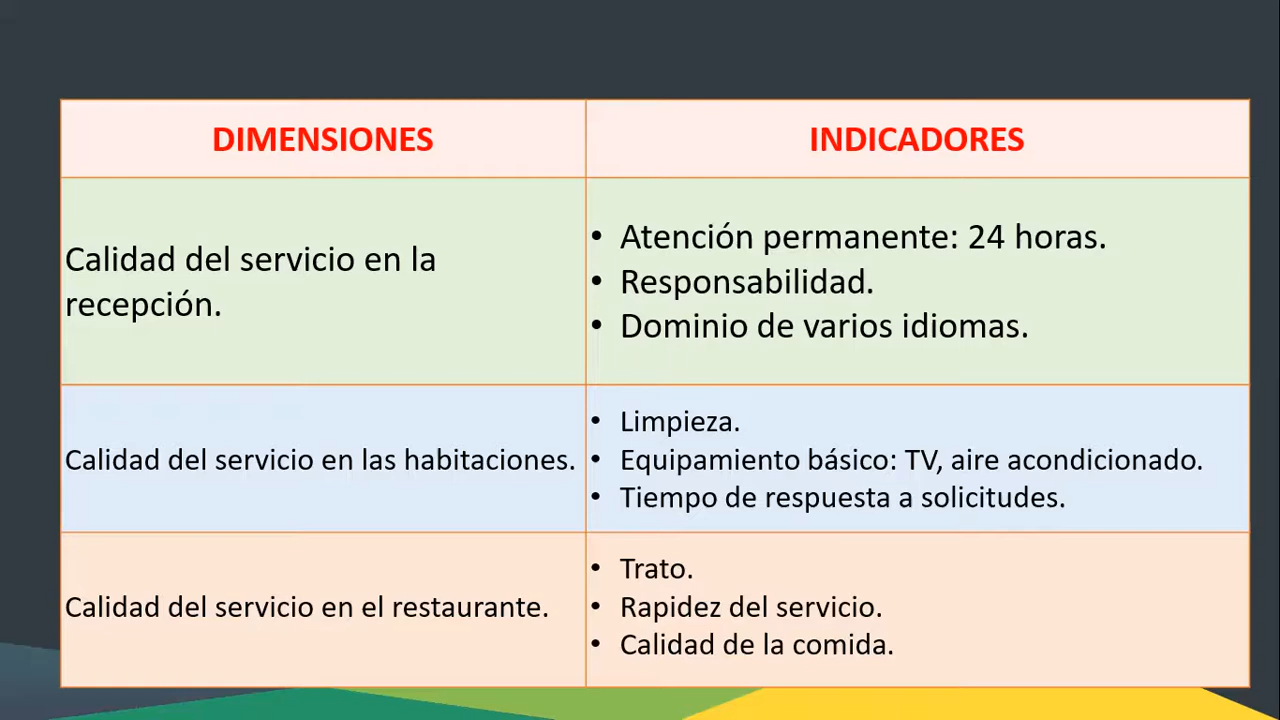 DIMENSIONES
INDICADORES
Calidad del servicio en la
recepción.
• Atención permanente: 24 horas.
• Responsabilidad.
• Dominio de varios idiomas.
Calidad del servicio en las habitaciones.
• Limpieza.
• Equipamiento básico: TV, aire acondicionado.
• Tiempo de respuesta a solicitudes.
Calidad del servicio en el restaurante.
• Trato.
• Rapidez del servicio.
• Calidad de la comida.